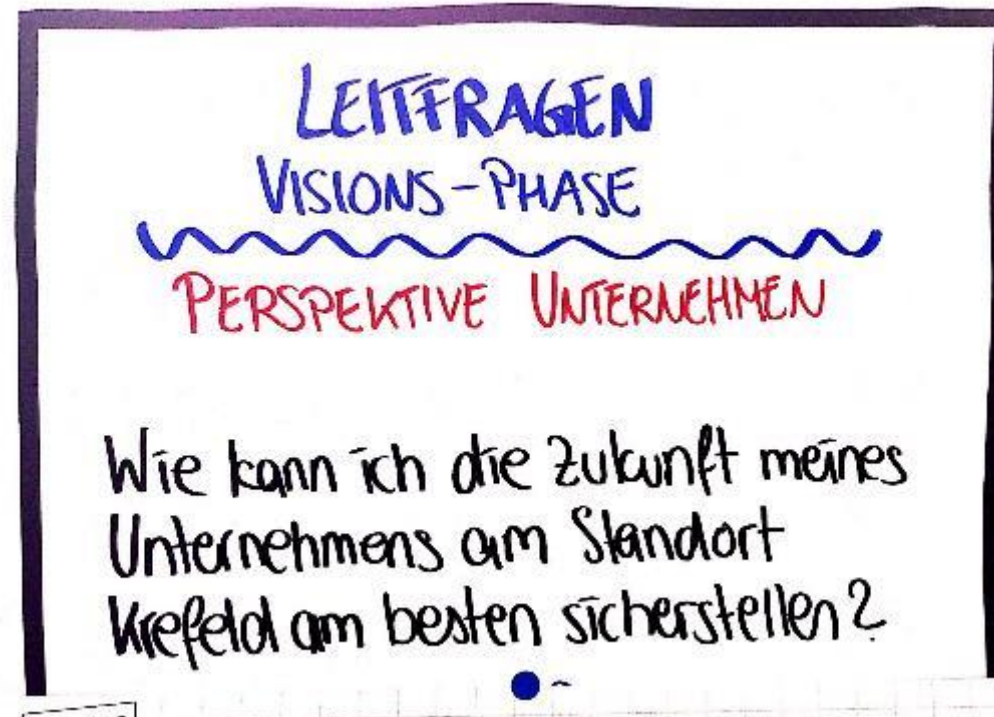 LEITFRAGEN
VISIONS-PHASE
PERSPEKTIVE UNTERNEHMEN
Wie kann ich die Zukunft meines
Unternehmens am Standort
Krefeld am besten sicherstellen?